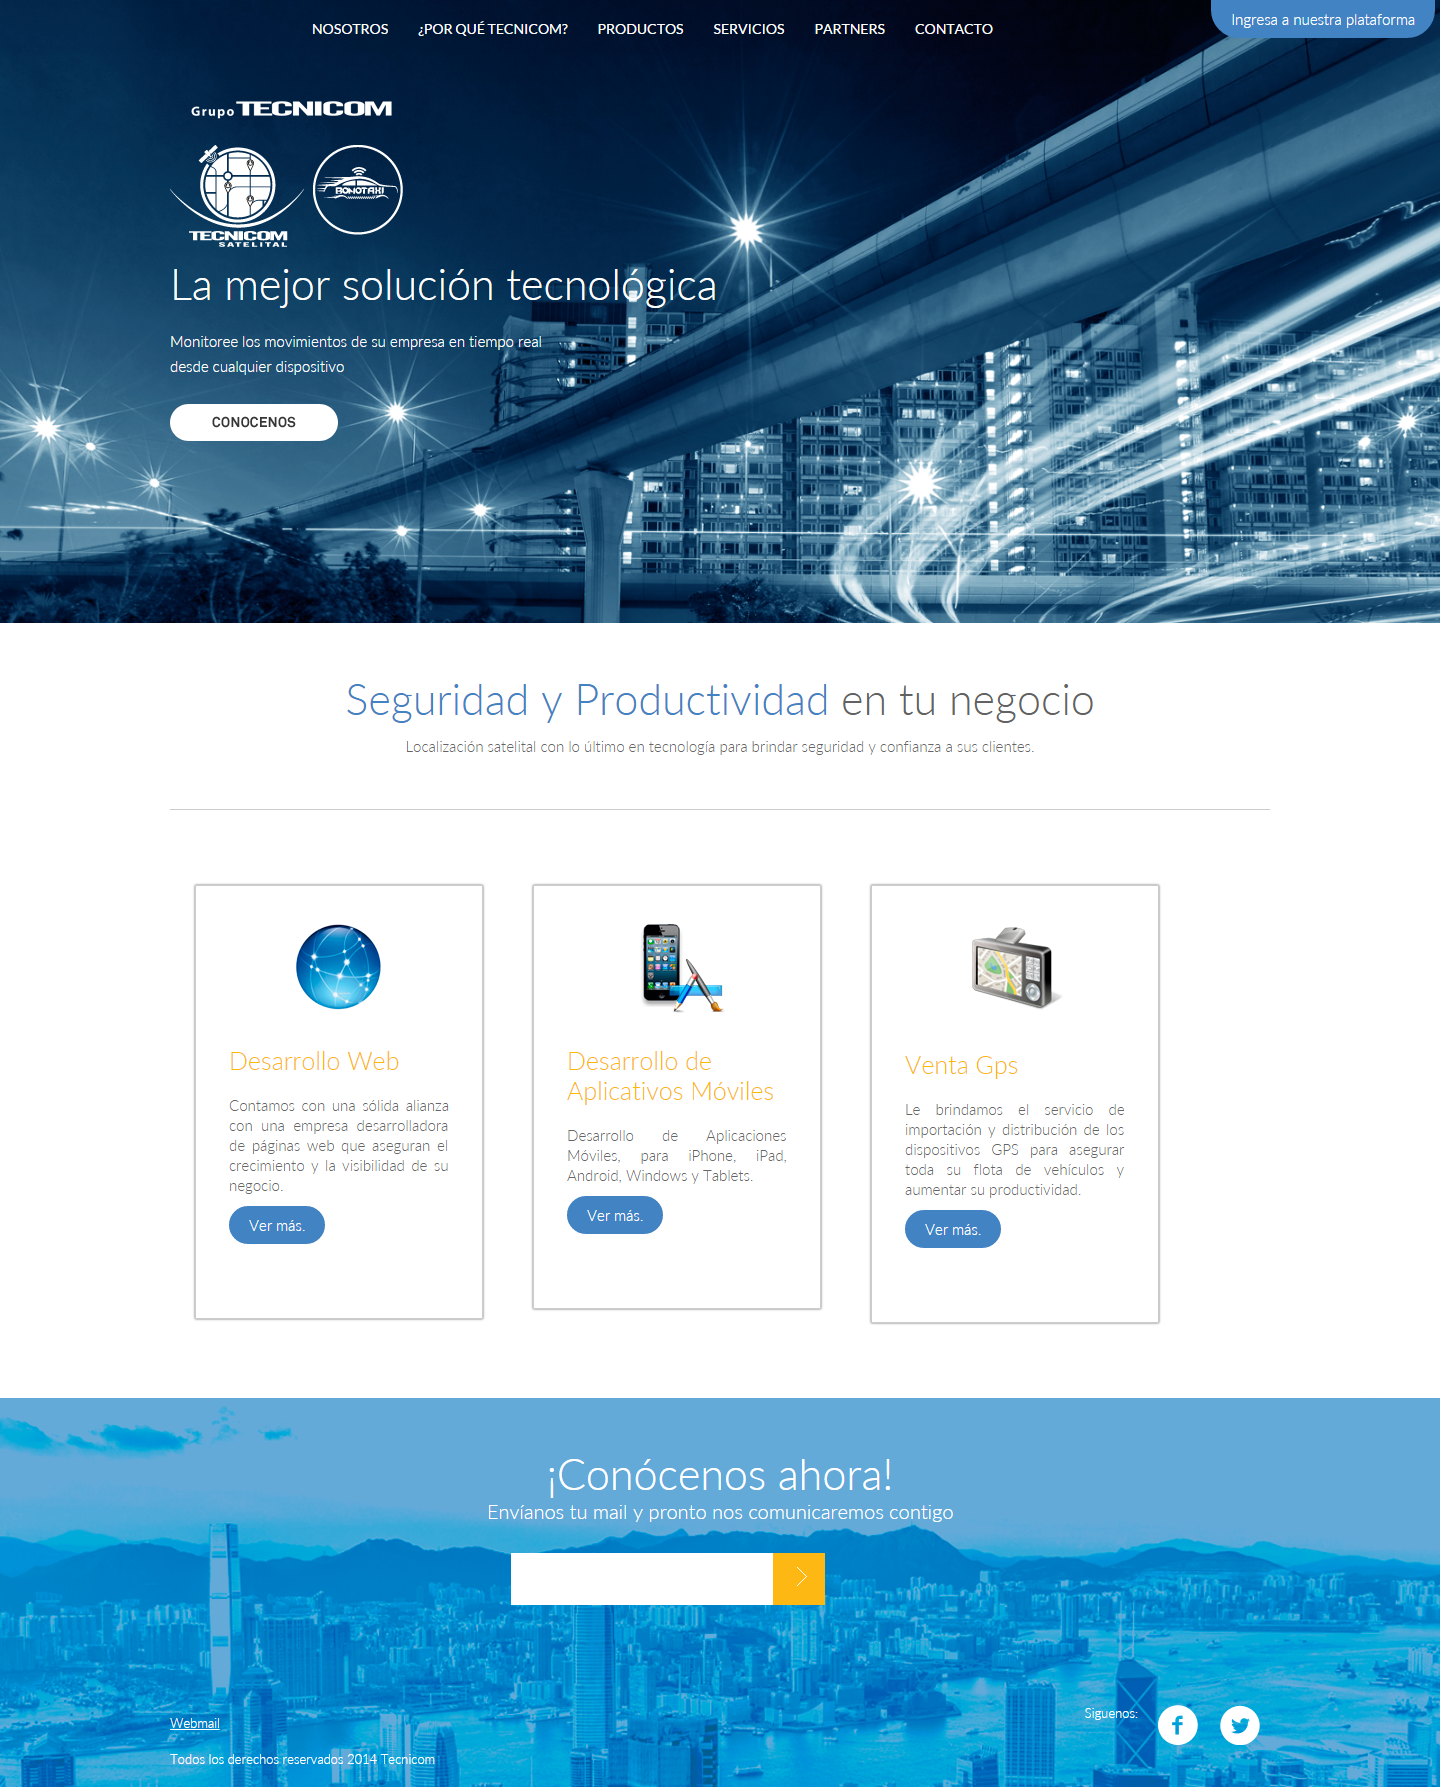 NOSOTROS ¿POR QUÉ TECNICOM? PRODUCTOS SERVICIOS PARTNERS CONTACTO
Ingresa a nuestra plataforma
Grupo TECNICOM
TECNICOM
SATELITAL
BONOTAXI
La mejor solución tecnológica
Monitoree los movimientos de su empresa en tiempo real
desde cualquier dispositivo
CONOCENOS
Seguridad y Productividad en tu negocio
Localización satelital con lo último en tecnología para brindar seguridad y confianza a sus clientes.
Desarrollo Web
Contamos con una sólida alianza
con una empresa desarrolladora
de páginas web que aseguran el
crecimiento y la visibilidad de su
negocio.
Ver más.
Desarrollo de
Aplicativos Móviles
Desarrollo de Aplicaciones
Móviles, para iPhone, iPad,
Android, Windows y Tablets.
Ver más.
Venta Gps
Le brindamos el servicio de
importación y distribución de los
dispositivos GPS para asegurar
toda su flota de vehículos y
aumentar su productividad.
Ver más.
¡Conócenos ahora!
Envíanos tu mail y pronto nos comunicaremos contigo
Webmail
Todos los derechos reservados 2014 Tecnicom
Síguenos: